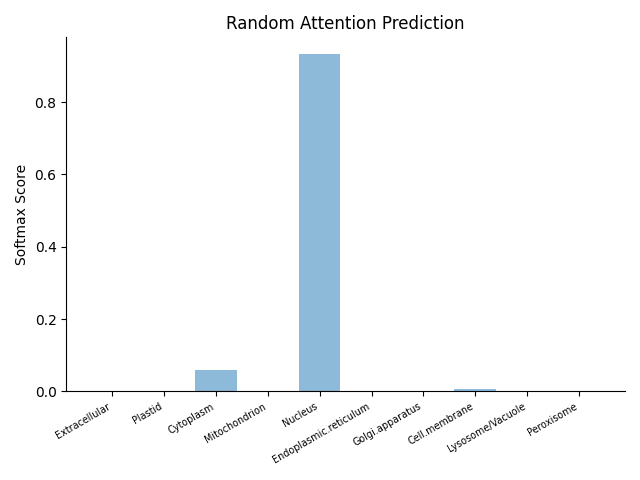 Random Attention Prediction
Softmax Score
0.8
0.6
0.4
0.2
0.0
Extracellular
Plastid
Cytoplasm
Mitochondrion
Nucleus
Endoplasmic.reticulum
Golgi.apparatus
Cell.membrane
Lysosome/Vacuole
Peroxisome